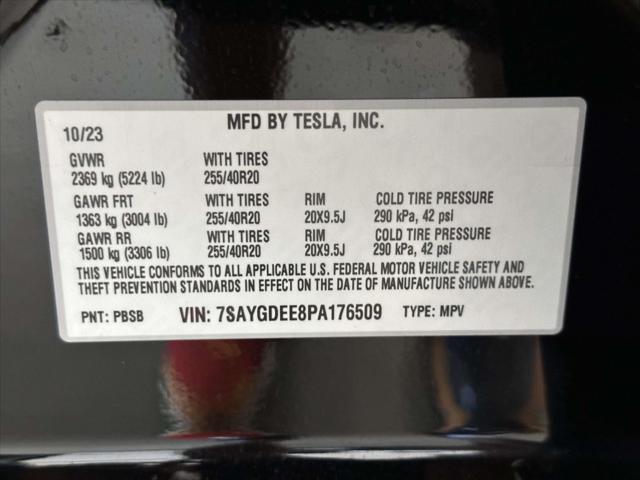 MFD BY TESLA, INC.
10/23
GVWR WITH TIRES
2369 kg (5224 lb) 255/40R20
GAWR FRT WITH TIRES RIM COLD TIRE PRESSURE
1363 kg (3004 lb) 255/40R20 20X9.5J 290 kPa, 42 psi
GAWR RR WITH TIRES RIM COLD TIRE PRESSURE
1500 kg (3306 lb) 255/40R20 20X9.5J 290 kPa, 42 psi
THIS VEHICLE CONFORMS TO ALL APPLICABLE U.S. FEDERAL MOTOR VEHICLE SAFETY AND
THEFT PREVENTION STANDARDS IN EFFECT ON THE DATE OF MANUFACTURE SHOWN ABOVE.
PNT: PBSB VIN: 7SAYGDEE8PA176509 TYPE: MPV